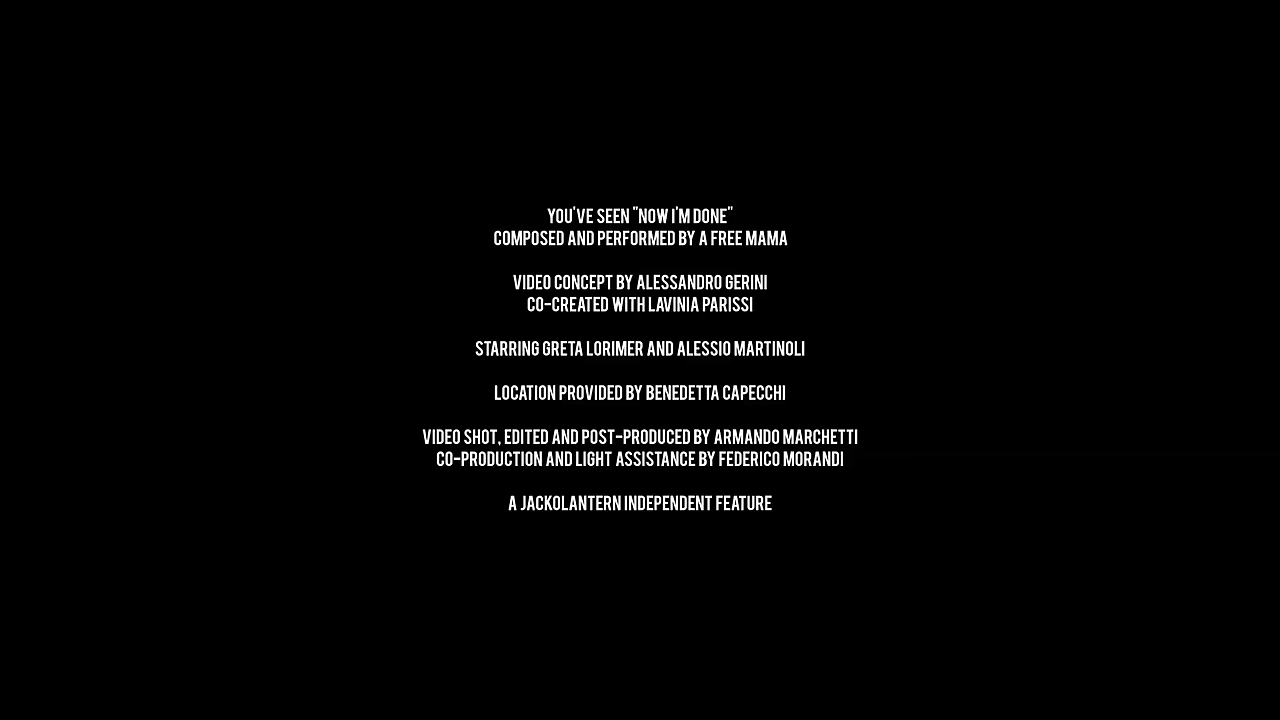 YOU'VE SEEN "NOW I'M DONE"
COMPOSED AND PERFORMED BY A FREE MAMA
VIDEO CONCEPT BY ALESSANDRO GERINI
CO-CREATED WITH LAVINIA PARISSI
STARRING GRETA LORIMER AND ALESSIO MARTINOLI
LOCATION PROVIDED BY BENEDETTA CAPECCHI
VIDEO SHOT, EDITED AND POST-PRODUCED BY ARMANDO MARCHETTI
CO-PRODUCTION AND LIGHT ASSISTANCE BY FEDERICO MORANDI
A JACKOLANTERN INDEPENDENT FEATURE